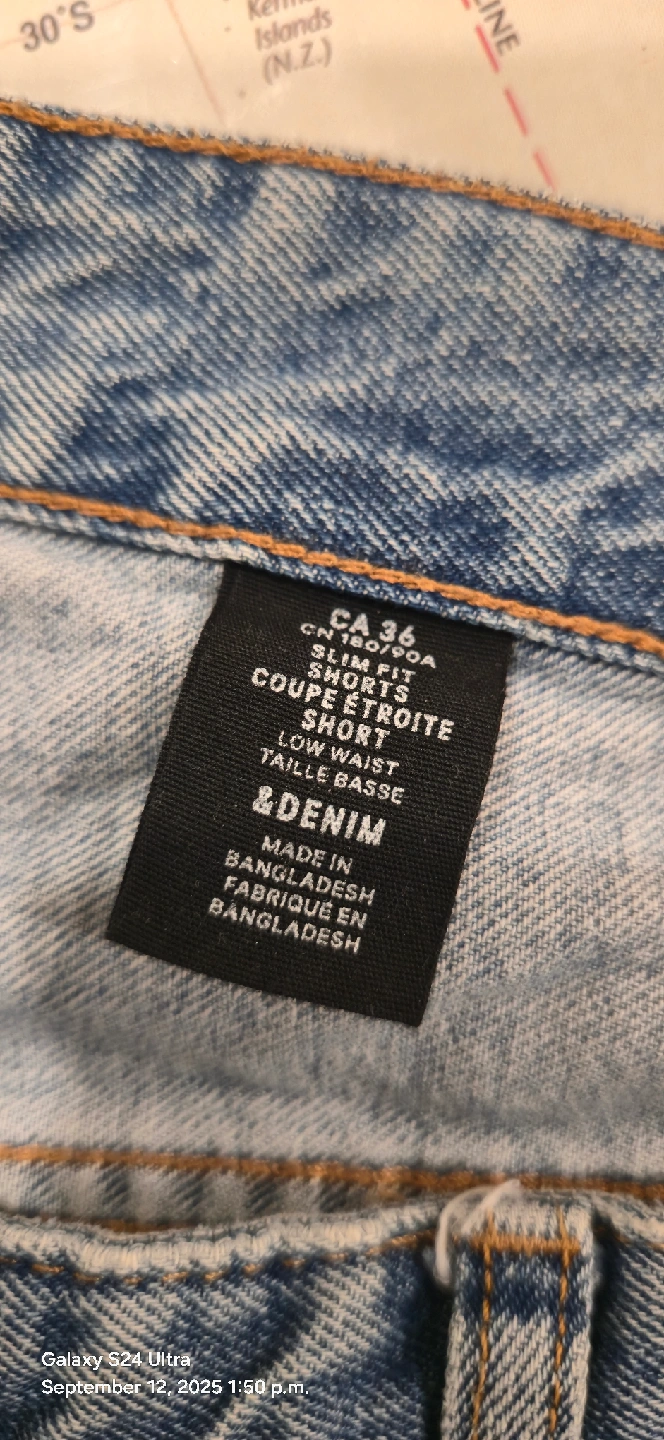 30°S
Islands
(N.Z.)
LINE
CA 36
CN 180/90A
SLIM FIT
SHORTS
COUPE ÉTROITE
SHORT
LOW WAIST
TAILLE BASSE
&DENIM
MADE IN
BANGLADESH
FABRIQUÉ EN
BANGLADESH
Galaxy S24 Ultra
September 12, 2025 1:50 p.m.